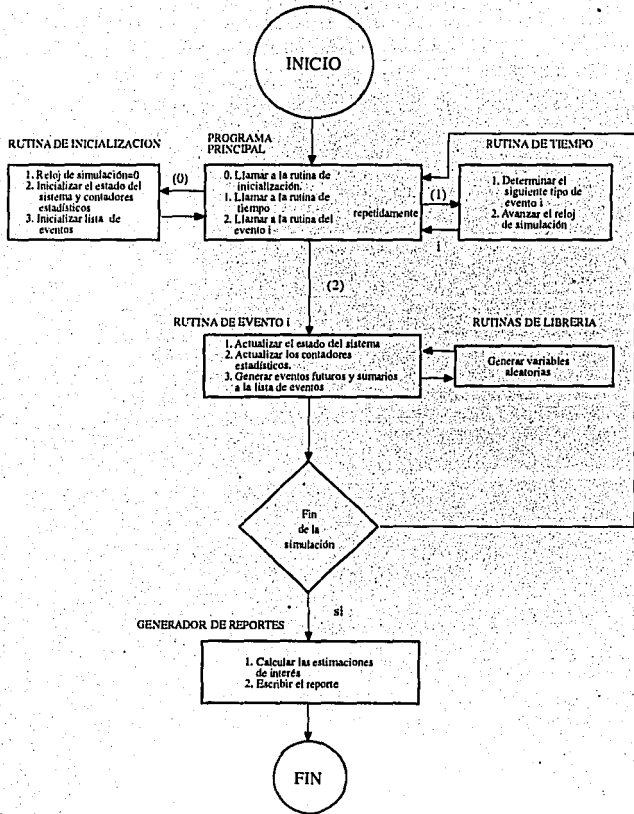 INICIO
RUTINA DE INICIALIZACION
1. Reloj de simulación=0
2. Inicializar el estado del
sistema y contadores
estadísticos
3. Inicializar lista de
eventos
(0)
PROGRAMA
PRINCIPAL
0. Llamar a la rutina de
inicialización.
1. Llamar a la rutina de
tiempo
2. Llamar a la rutina del
evento i
repetidamente
(1)
i
RUTINA DE TIEMPO
1. Determinar el
siguiente tipo de
evento i
2. Avanzar el reloj
de simulación
(2)
RUTINA DE EVENTO i
1. Actualizar el estado del sistema
2. Actualizar los contadores
estadísticos.
3. Generar eventos futuros y sumarios
a la lista de eventos
RUTINAS DE LIBRERIA
Generar variables
aleatorias
Fin
de la
simulación
si
GENERADOR DE REPORTES
1. Calcular las estimaciones
de interés
2. Escribir el reporte
FIN